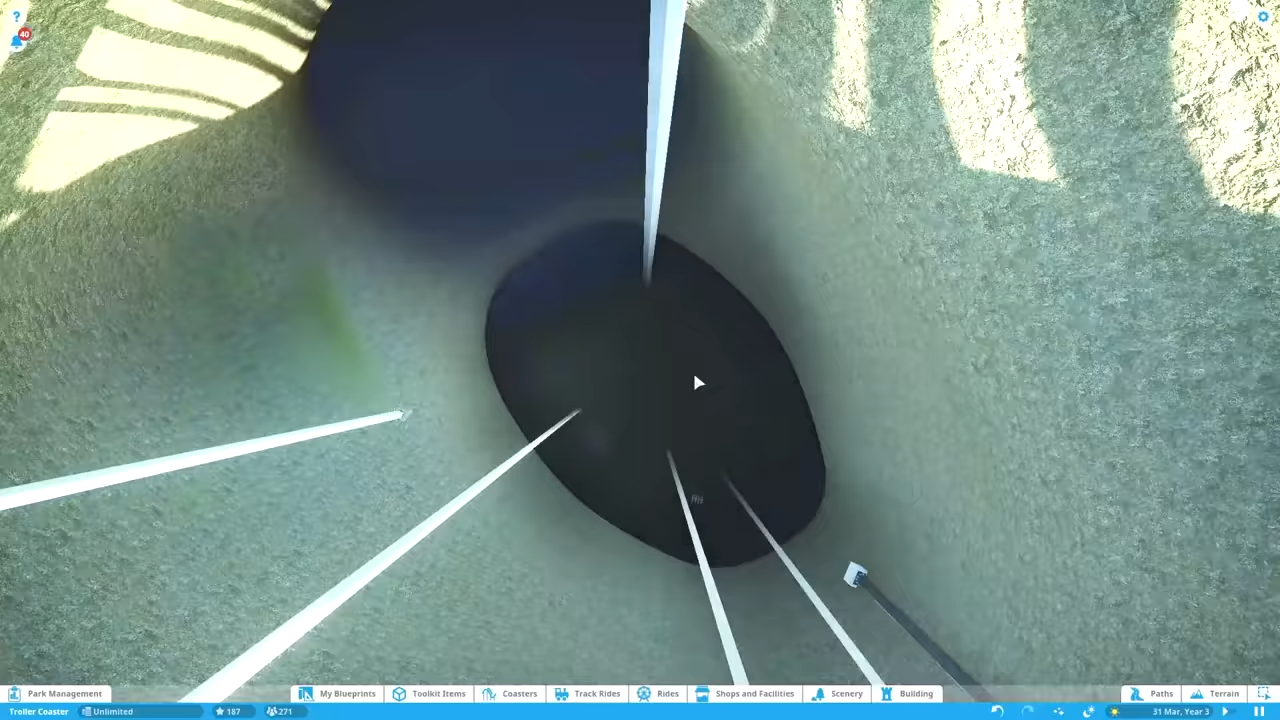 ?
40
Park Management
My Blueprints
Toolkit Items
Coasters
Track Rides
Rides
Shops and Facilities
Scenery
Building
Paths
Terrain
Troller Coaster
Unlimited
187
271
31 Mar, Year 3